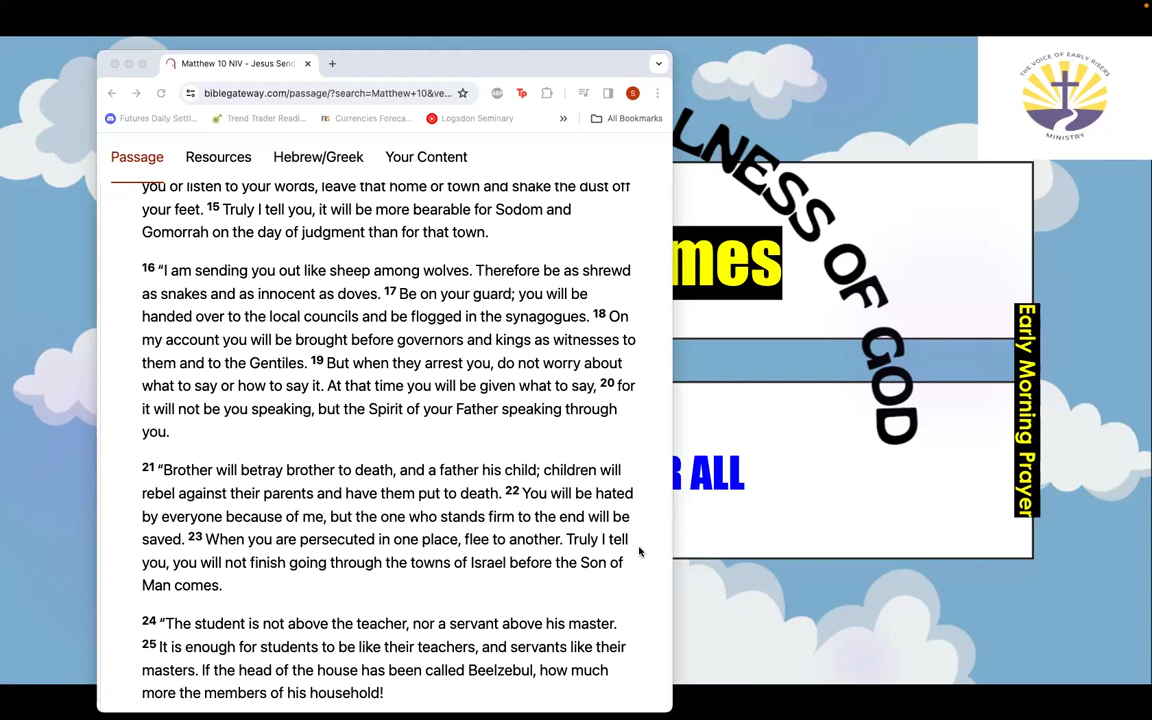 Matthew 10 NIV - Jesus Senc
biblegateway.com/passage/?search=Matthew+10&ve...
ABP
Tp
S
Futures Daily Settl...
Trend Trader Readi...
FXS
Currencies Foreca...
Logsdon Seminary
»
All Bookmarks
Passage
Resources
Hebrew/Greek
Your Content
you or listen to your words, leave that home or town and shake the dust off
your feet. 15 Truly I tell you, it will be more bearable for Sodom and
Gomorrah on the day of judgment than for that town.
16 “I am sending you out like sheep among wolves. Therefore be as shrewd
as snakes and as innocent as doves. 17 Be on your guard; you will be
handed over to the local councils and be flogged in the synagogues. 18 On
my account you will be brought before governors and kings as witnesses to
them and to the Gentiles. 19 But when they arrest you, do not worry about
what to say or how to say it. At that time you will be given what to say, 20 for
it will not be you speaking, but the Spirit of your Father speaking through
you.
21 “Brother will betray brother to death, and a father his child; children will
rebel against their parents and have them put to death. 22 You will be hated
by everyone because of me, but the one who stands firm to the end will be
saved. 23 When you are persecuted in one place, flee to another. Truly I tell
you, you will not finish going through the towns of Israel before the Son of
Man comes.
24 “The student is not above the teacher, nor a servant above his master.
25 It is enough for students to be like their teachers, and servants like their
masters. If the head of the house has been called Beelzebul, how much
more the members of his household!
LNESS OF GOD
mes
R ALL
Early Morning Prayer
THE VOICE OF EARLY RISERS
MINISTRY